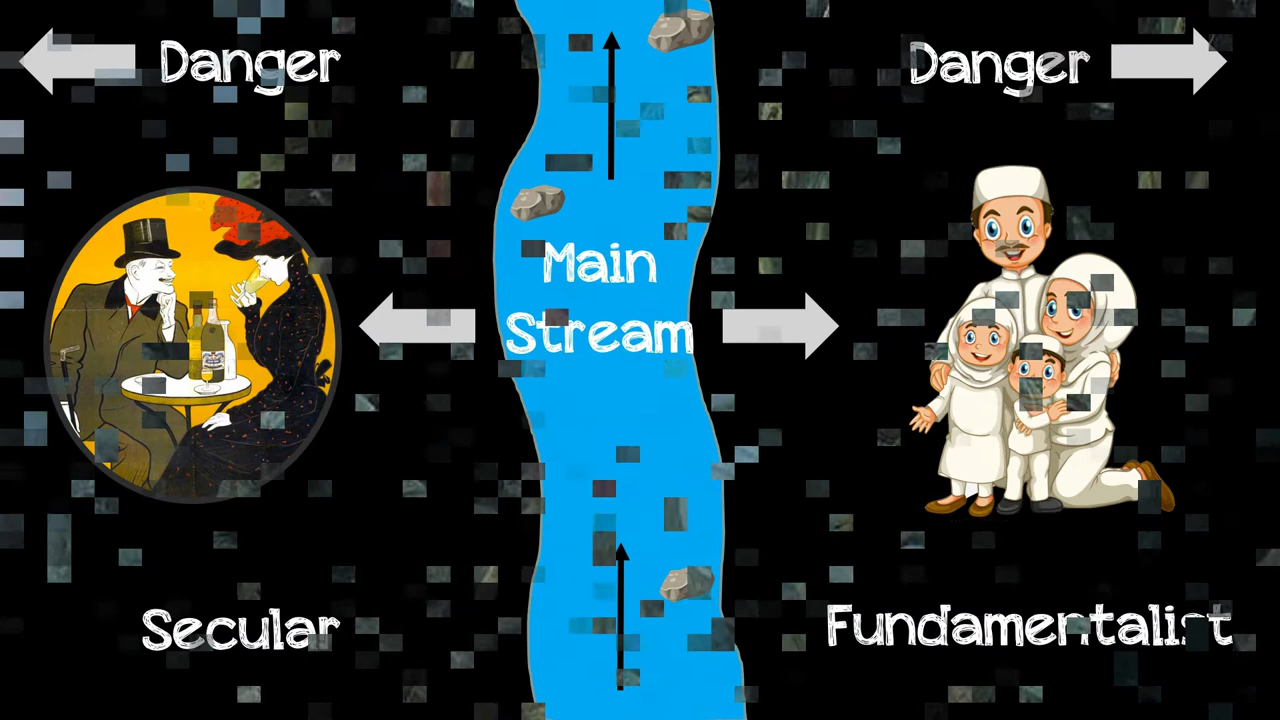 Danger
Danger
Main
Stream
Secular
Fundamentalist